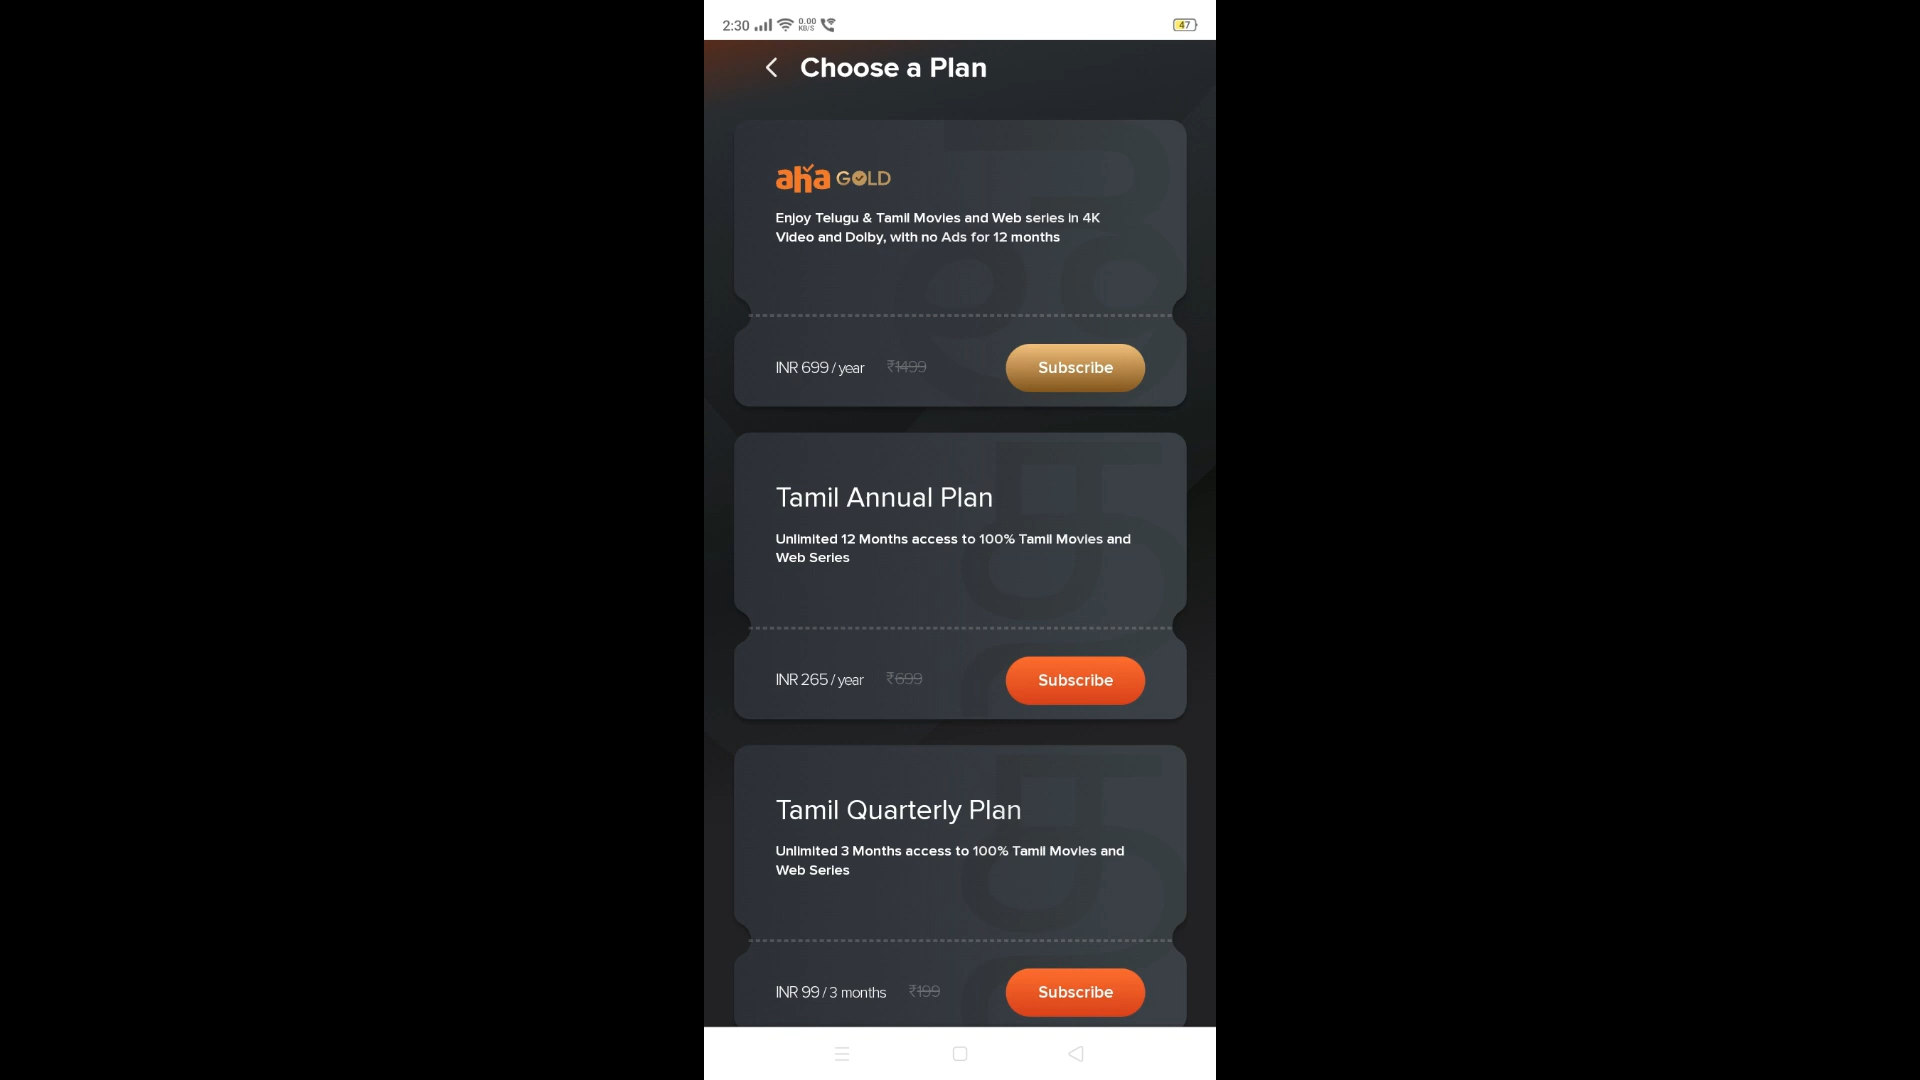 2:30 0.00 KB/S 47
Choose a Plan
aha GOLD
Enjoy Telugu & Tamil Movies and Web series in 4K
Video and Dolby, with no Ads for 12 months
INR 699 / year ₹1499 Subscribe
Tamil Annual Plan
Unlimited 12 Months access to 100% Tamil Movies and
Web Series
INR 265 / year ₹699 Subscribe
Tamil Quarterly Plan
Unlimited 3 Months access to 100% Tamil Movies and
Web Series
INR 99 / 3 months ₹199 Subscribe